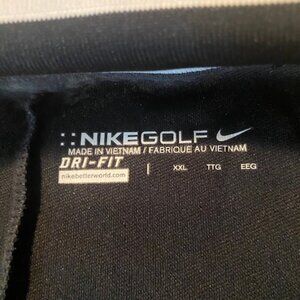 NIKEGOLF
MADE IN VIETNAM / FABRIQUE AU VIETNAM
DRI-FIT | XXL TTG EEG
nikebetterworld.com